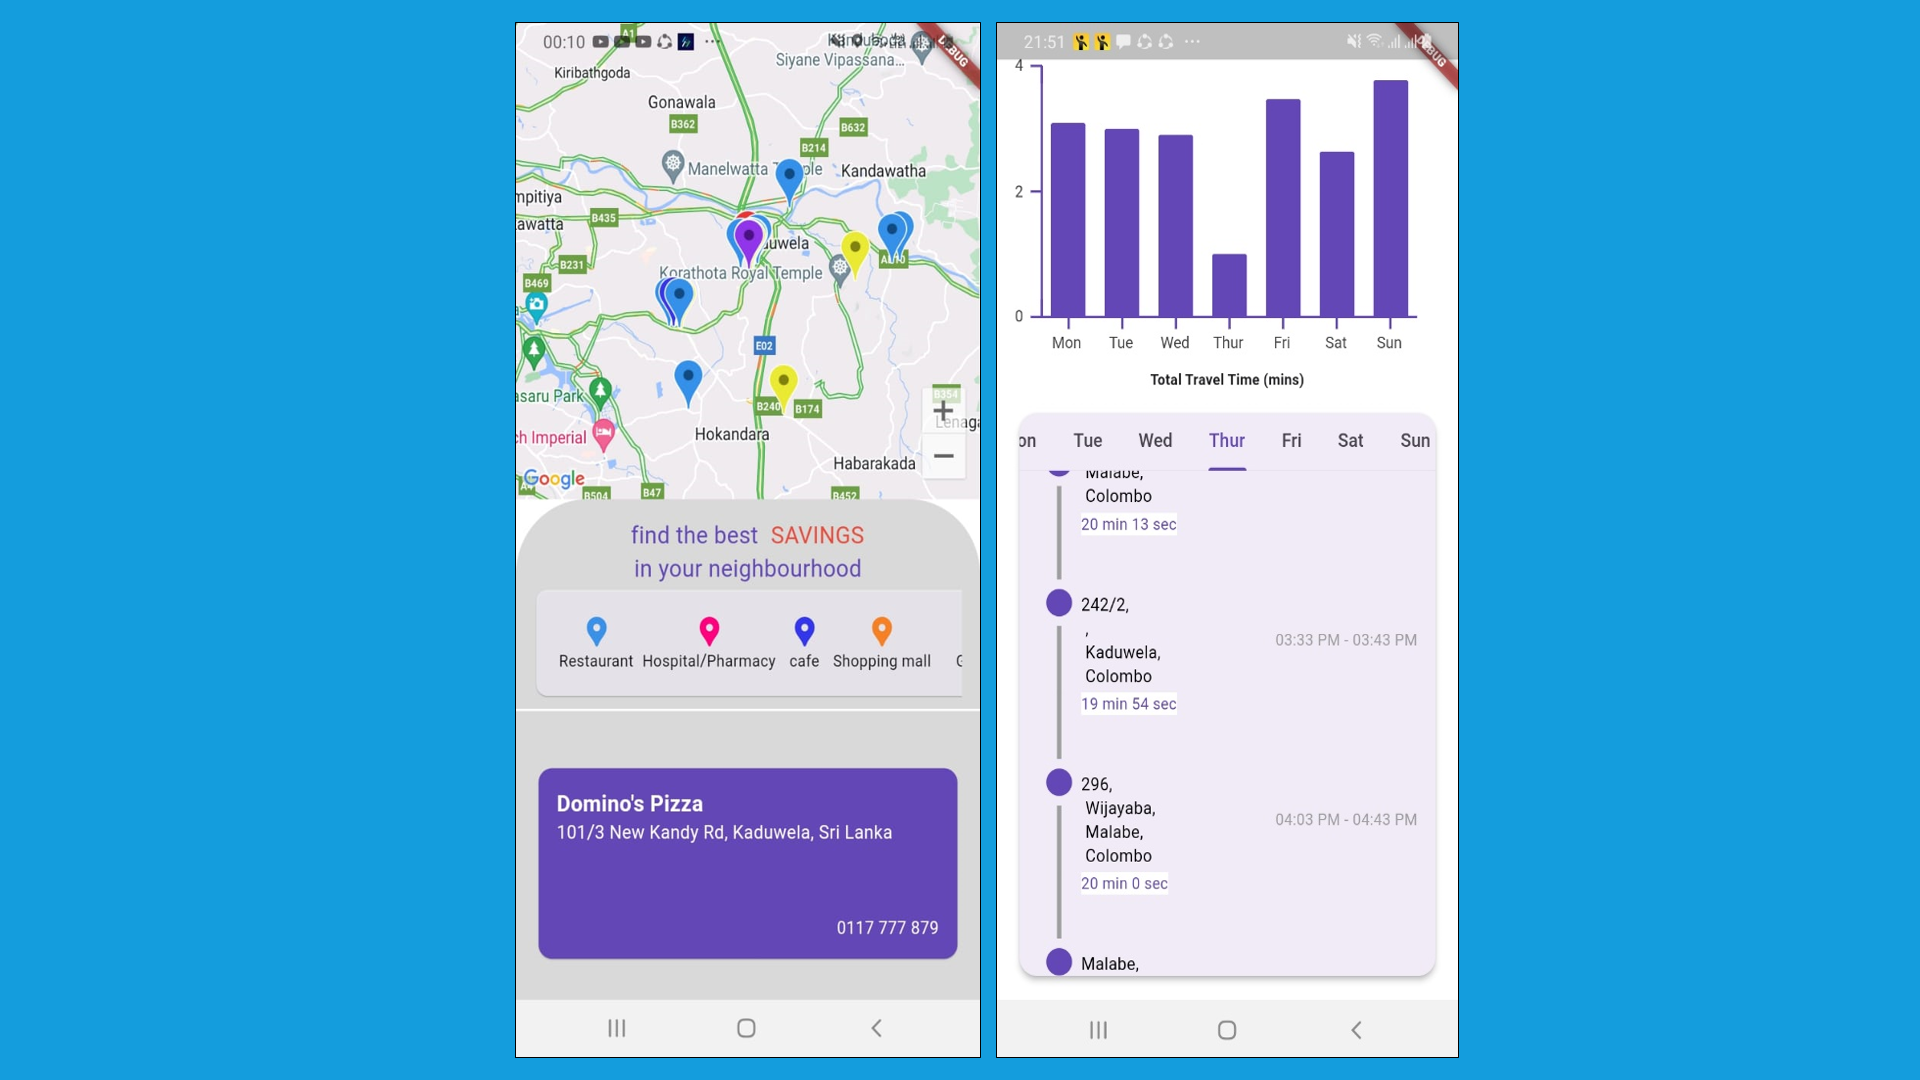 00:10
A1
DEBUG
Siyane Vipassana...
Kiribathgoda
Gonawala
B362
B632
B214
Manelwatta Temple
Kandawatha
mpitiya
B435
awatta
duwela
B231
Korathota Royal Temple
B469
E02
asaru Park
B240
B174
B354
Hokandara
ch Imperial
Habarakada
Google
B504
B47
B452
+
−
find the best SAVINGS
in your neighbourhood
Restaurant
Hospital/Pharmacy
cafe
Shopping mall
Domino's Pizza
101/3 New Kandy Rd, Kaduwela, Sri Lanka
0117 777 879
21:51
4
2
0
Mon Tue Wed Thur Fri Sat Sun
Total Travel Time (mins)
on Tue Wed Thur Fri Sat Sun
Malabe,
Colombo
20 min 13 sec
242/2,
,
Kaduwela,
Colombo
03:33 PM - 03:43 PM
19 min 54 sec
296,
Wijayaba,
Malabe,
Colombo
04:03 PM - 04:43 PM
20 min 0 sec
Malabe,